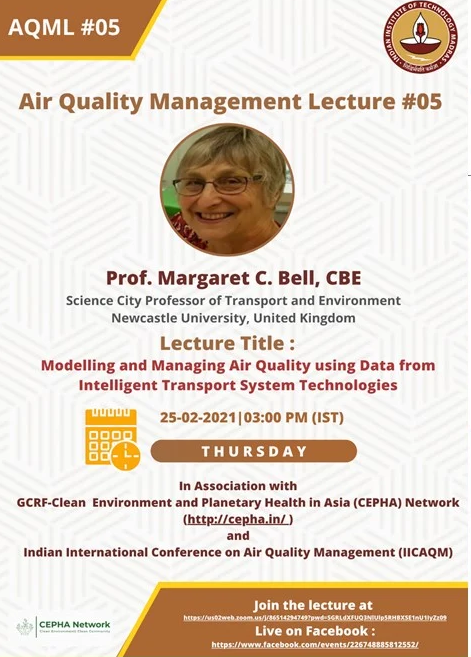 AQML #05
INDIAN INSTITUTE OF TECHNOLOGY MADRAS
Air Quality Management Lecture #05
Prof. Margaret C. Bell, CBE
Science City Professor of Transport and Environment
Newcastle University, United Kingdom
Lecture Title :
Modelling and Managing Air Quality using Data from
Intelligent Transport System Technologies
25-02-2021|03:00 PM (IST)
THURSDAY
In Association with
GCRF-Clean Environment and Planetary Health in Asia (CEPHA) Network
(http://cepha.in/ )
and
Indian International Conference on Air Quality Management (IICAQM)
CEPHA Network
Clean Environment Clean Community
Join the lecture at
Live on Facebook :
https://www.facebook.com/events/226748885812552/